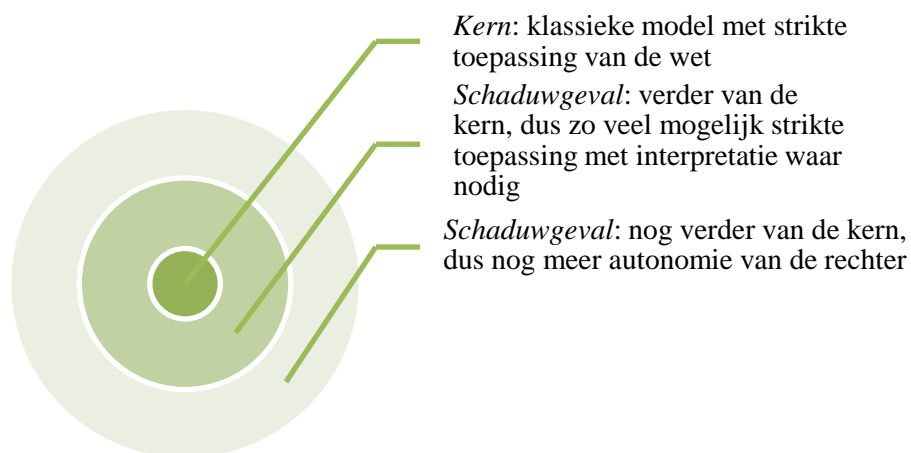 Kern: klassieke model met strikte
toepassing van de wet
Schaduwgeval: verder van de
kern, dus zo veel mogelijk strikte
toepassing met interpretatie waar
nodig
Schaduwgeval: nog verder van de kern,
dus nog meer autonomie van de rechter